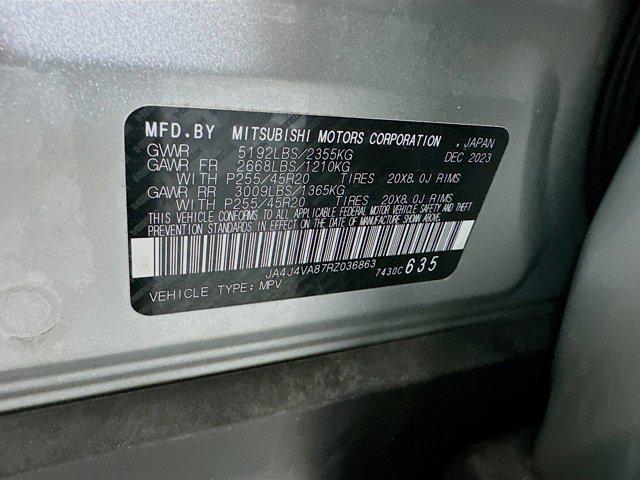 MFD.BY MITSUBISHI MOTORS CORPORATION , JAPAN
GVWR 5192LBS/2355KG DEC 2023
GAWR FR 2668LBS/1210KG
WITH P255/45R20 TIRES 20X8.0J RIMS
GAWR RR 3009LBS/1365KG
WITH P255/45R20 TIRES 20X8.0J RIMS
THIS VEHICLE CONFORMS TO ALL APPLICABLE FEDERAL MOTOR VEHICLE SAFETY AND THEFT
PREVENTION STANDARDS IN EFFECT ON THE DATE OF MANUFACTURE SHOWN ABOVE.
JA4J4VA87RZ036863 7430C 635
VEHICLE TYPE: MPV